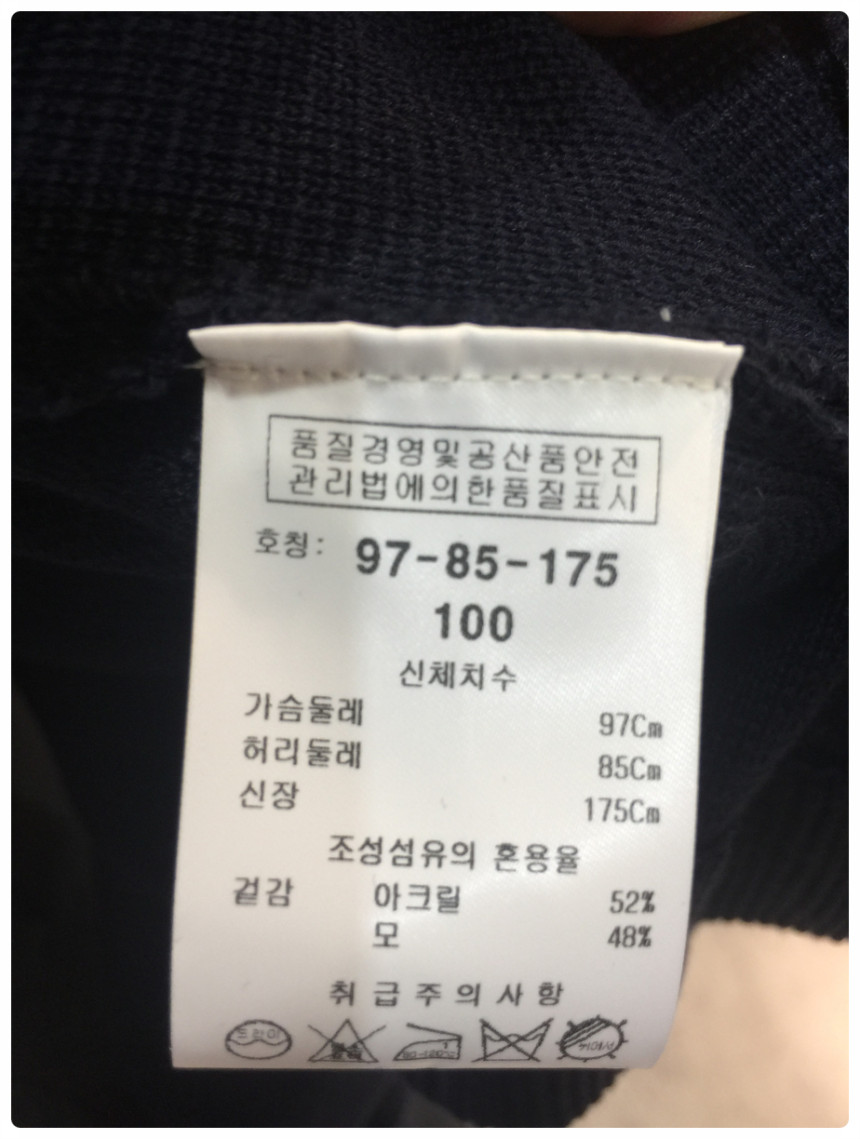 품질경영및공산품안전
관리법에의한품질표시
호칭: 97-85-175
100
신체치수
가슴둘레 97Cm
허리둘레 85Cm
신장 175Cm
조성섬유의 혼용율
겉감 아크릴 52%
모 48%
취급주의사항
드라이